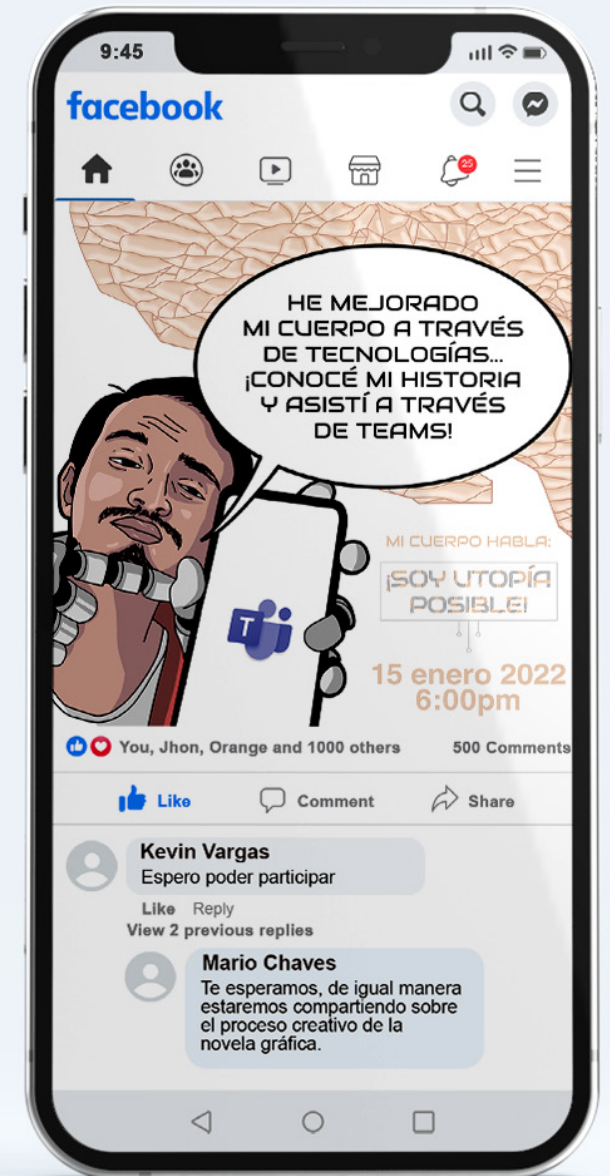 9:45
facebook
25
HE MEJORADO
MI CUERPO A TRAVÉS
DE TECNOLOGÍAS...
¡CONOCÉ MI HISTORIA
Y ASISTÍ A TRAVÉS
DE TEAMS!
MI CUERPO HABLA:
¡SOY UTOPÍA
POSIBLE!
T
15 enero 2022
6:00pm
You, Jhon, Orange and 1000 others 500 Comments
Like Comment Share
Kevin Vargas
Espero poder participar
Like Reply
View 2 previous replies
Mario Chaves
Te esperamos, de igual manera
estaremos compartiendo sobre
el proceso creativo de la
novela gráfica.